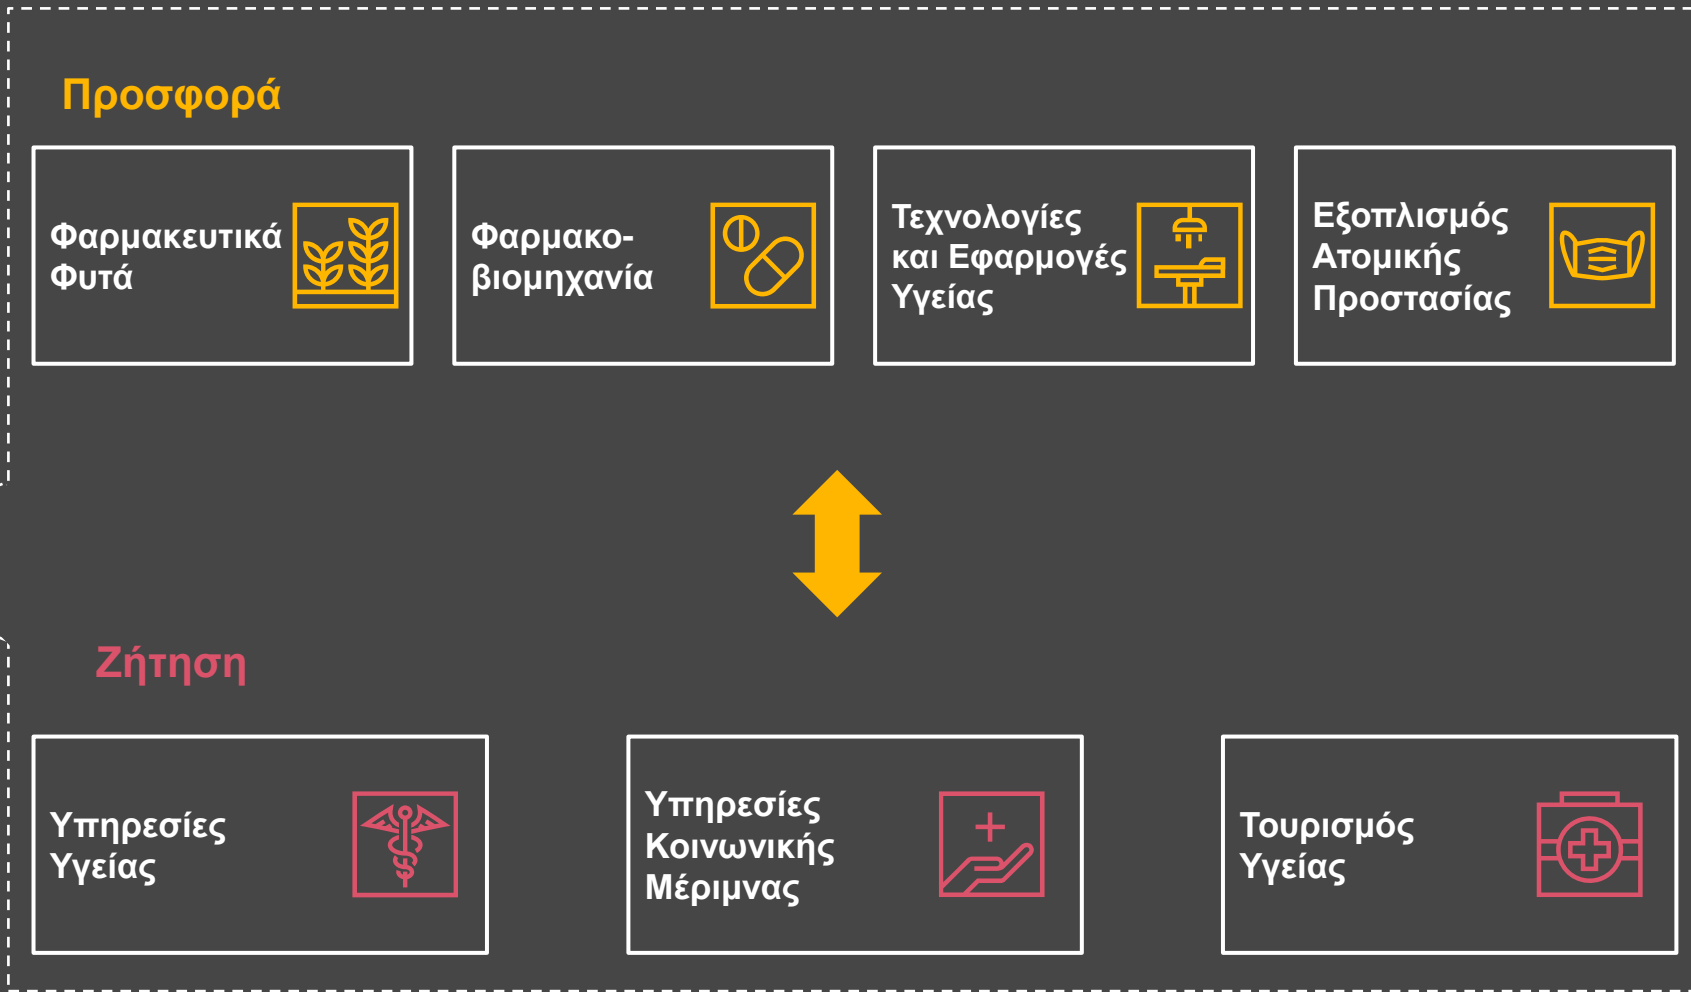 Προσφορά
Φαρμακευτικά
Φυτά
Φαρμακο-
βιομηχανία
Τεχνολογίες
και Εφαρμογές
Υγείας
Εξοπλισμός
Ατομικής
Προστασίας
Ζήτηση
Υπηρεσίες
Υγείας
Υπηρεσίες
Κοινωνικής
Μέριμνας
Τουρισμός
Υγείας